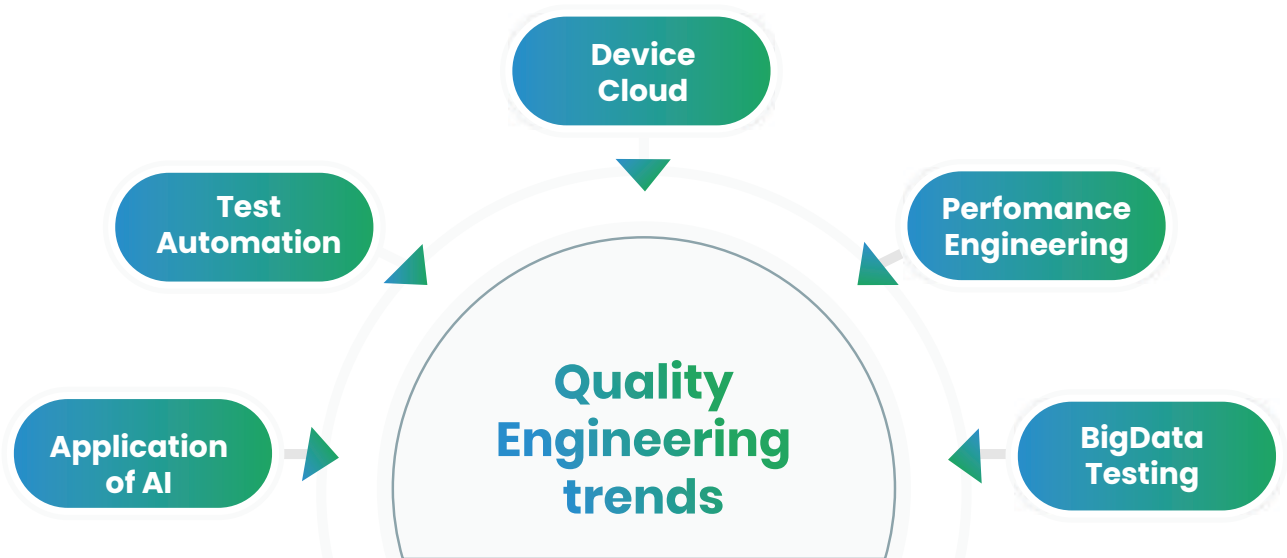 Device
Cloud
Test
Automation
Perfomance
Engineering
Quality
Engineering
trends
Application
of AI
BigData
Testing